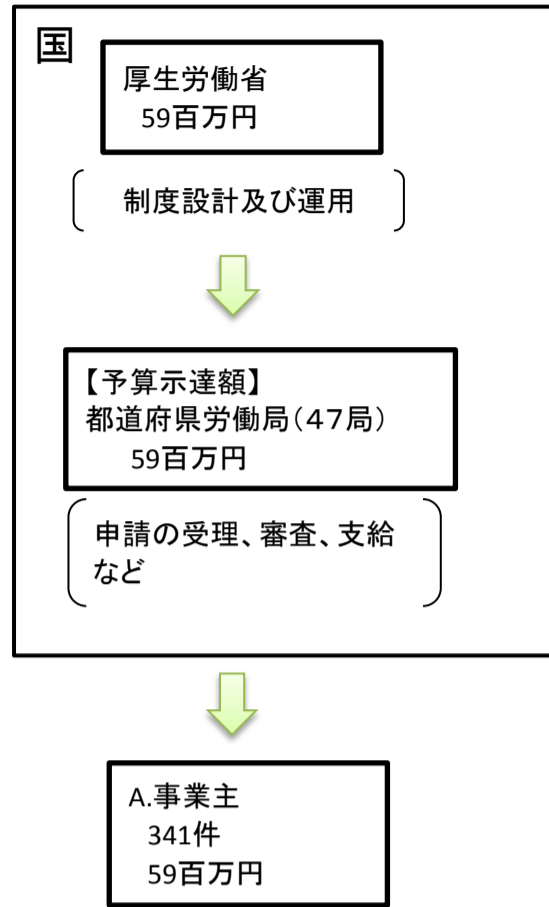 国
厚生労働省
59百万円
制度設計及び運用
【予算示達額】
都道府県労働局(47局)
59百万円
申請の受理、審査、支給
など
A.事業主
341件
59百万円